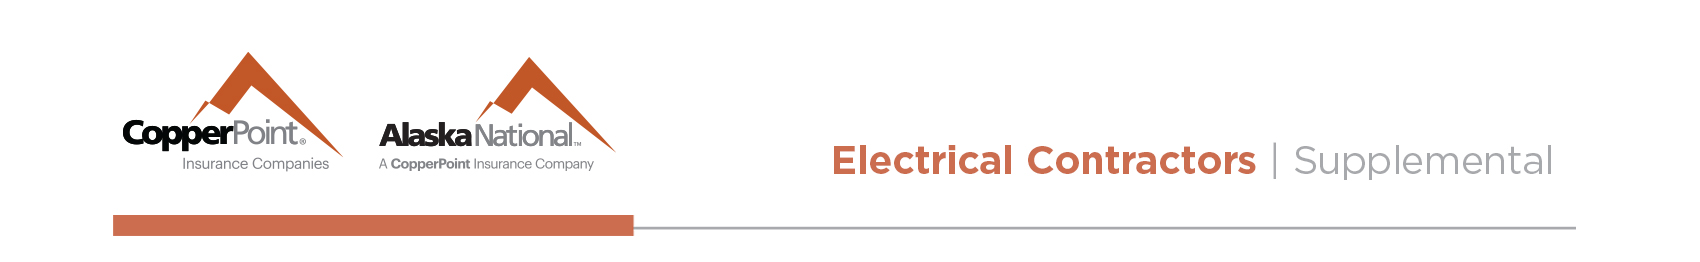 CopperPoint®
Insurance Companies
AlaskaNational™
A CopperPoint Insurance Company
Electrical Contractors | Supplemental